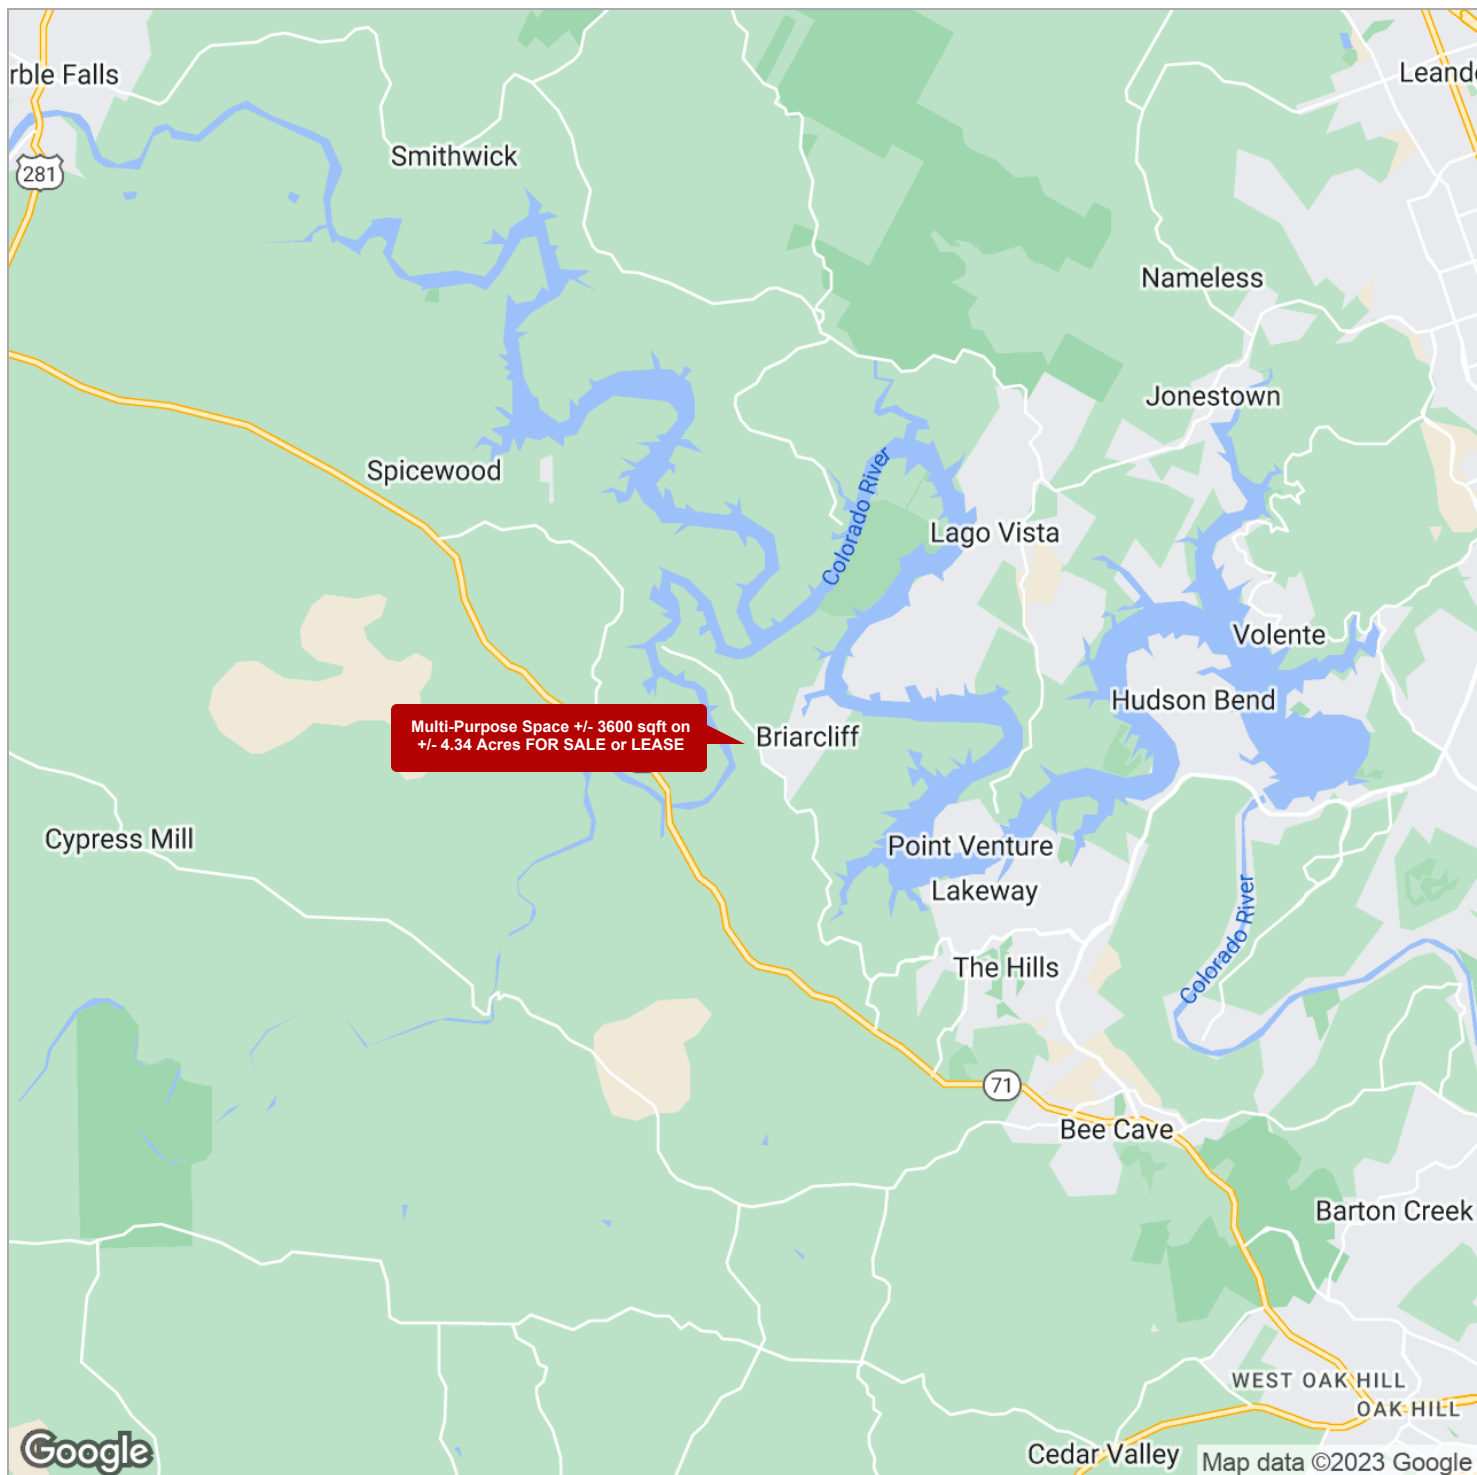 rble Falls
Leand
281
Smithwick
Nameless
Jonestown
Spicewood
Colorado River
Lago Vista
Volente
Hudson Bend
Multi-Purpose Space +/- 3600 sqft on
+/- 4.34 Acres FOR SALE or LEASE
Briarcliff
Cypress Mill
Point Venture
Lakeway
Colorado River
The Hills
71
Bee Cave
Barton Creek
WEST OAK HILL
OAK HILL
Cedar Valley
Google
Map data ©2023 Google